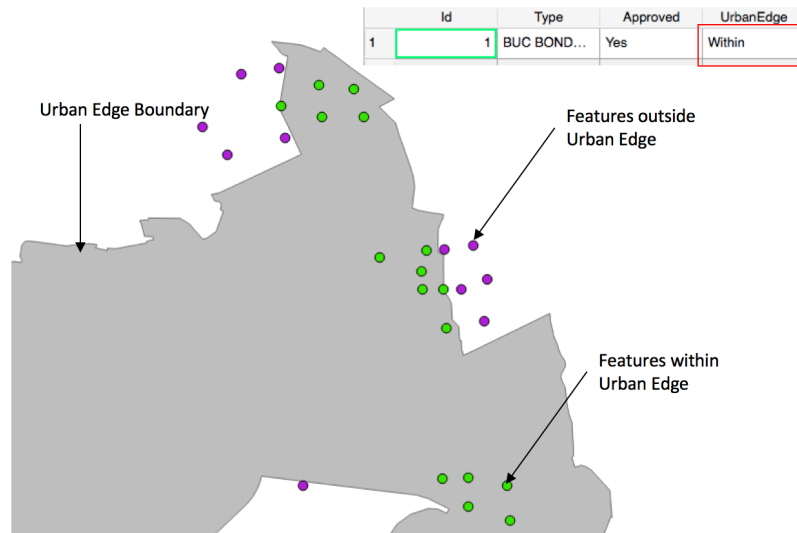 Id Type Approved UrbanEdge
1 1 BUC BOND... Yes Within
Urban Edge Boundary
Features outside
Urban Edge
Features within
Urban Edge